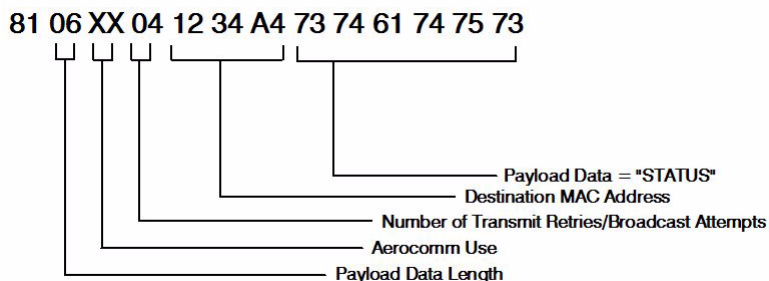 81 06 XX 04 12 34 A4 73 74 61 74 75 73
Payload Data = "STATUS"
Destination MAC Address
Number of Transmit Retries/Broadcast Attempts
Aerocomm Use
Payload Data Length